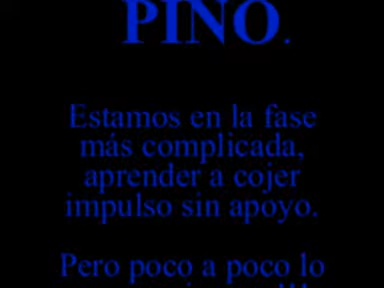 PINO.
Estamos en la fase
más complicada,
aprender a cojer
impulso sin apoyo.
Pero poco a poco lo